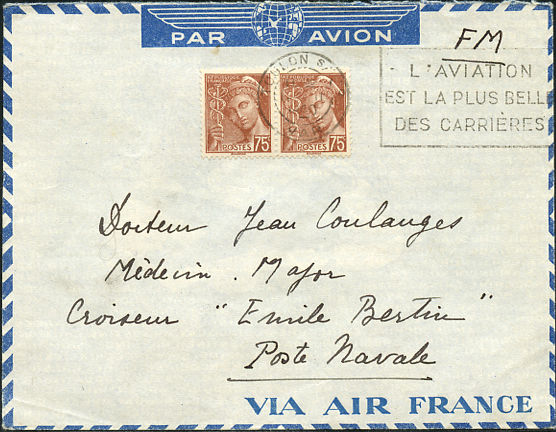 PAR AVION
FM
L'AVIATION
EST LA PLUS BELL
DES CARRIÈRES
POSTES 75
POSTES 75
Docteur Jean Coulanges
Médecin. Major
Croiseur "Emile Bertin"
Poste Navale
VIA AIR FRANCE